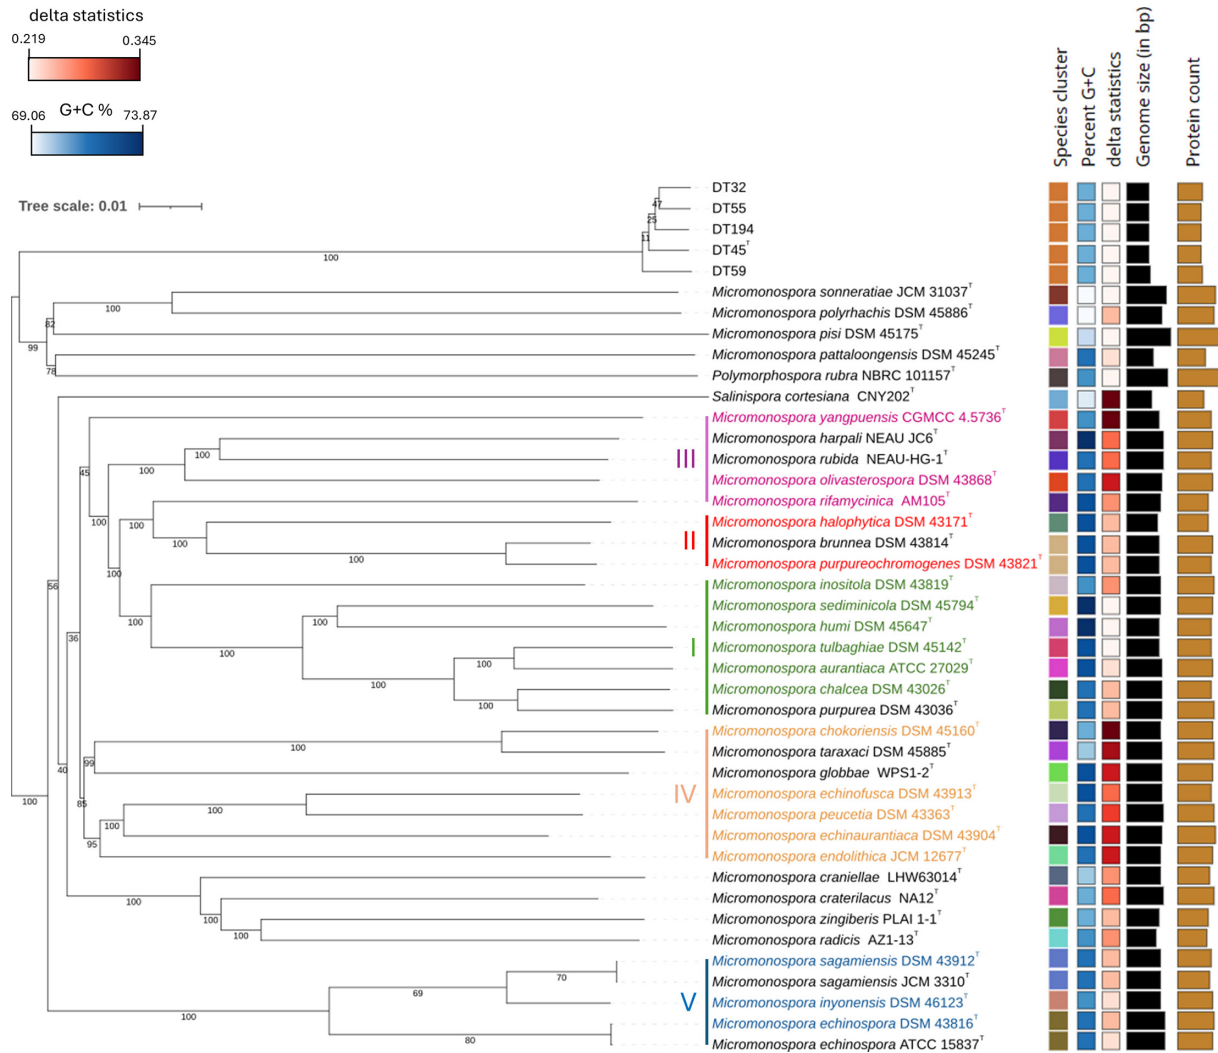 delta statistics
0.219 0.345
G+C %
69.06 73.87
Species cluster
Percent G+C
delta statistics
Genome size (in bp)
Protein count
Tree scale: 0.01
DT32
47
DT55
25
DT194
11
DT45T
100
DT59
Micromonospora sonneratiae JCM 31037T
100
Micromonospora polyrhachis DSM 45886T
82
Micromonospora pisi DSM 45175T
99
Micromonospora pattaloongensis DSM 45245T
78
Polymorphospora rubra NBRC 101157T
Salinispora cortesiana CNY202T
Micromonospora yangpuensis CGMCC 4.5736T
Micromonospora harpali NEAU JC6T
100
III
Micromonospora rubida NEAU-HG-1T
45
100
Micromonospora olivasterospora DSM 43868T
Micromonospora rifamycinica AM105T
100
100
Micromonospora halophytica DSM 43171T
II
Micromonospora brunnea DSM 43814T
100
100
Micromonospora purpureochromogenes DSM 43821T
100
Micromonospora inositola DSM 43819T
56
Micromonospora sediminicola DSM 45794T
100
100
Micromonospora humi DSM 45647T
36
I
Micromonospora tulbaghiae DSM 45142T
100
100
Micromonospora aurantiaca ATCC 27029T
100
Micromonospora chalcea DSM 43026T
100
Micromonospora purpurea DSM 43036T
Micromonospora chokoriensis DSM 45160T
100
Micromonospora taraxaci DSM 45885T
99
40
Micromonospora globbae WPS1-2T
IV
Micromonospora echinofusca DSM 43913T
100
85
100
Micromonospora peucetia DSM 43363T
100
Micromonospora echinaurantiaca DSM 43904T
95
Micromonospora endolithica JCM 12677T
Micromonospora craniellae LHW63014T
100
Micromonospora craterilacus NA12T
100
Micromonospora zingiberis PLAI 1-1T
100
Micromonospora radicis AZ1-13T
Micromonospora sagamiensis DSM 43912T
70
Micromonospora sagamiensis JCM 3310T
69
V
Micromonospora inyonensis DSM 46123T
100
Micromonospora echinospora DSM 43816T
80
Micromonospora echinospora ATCC 15837T